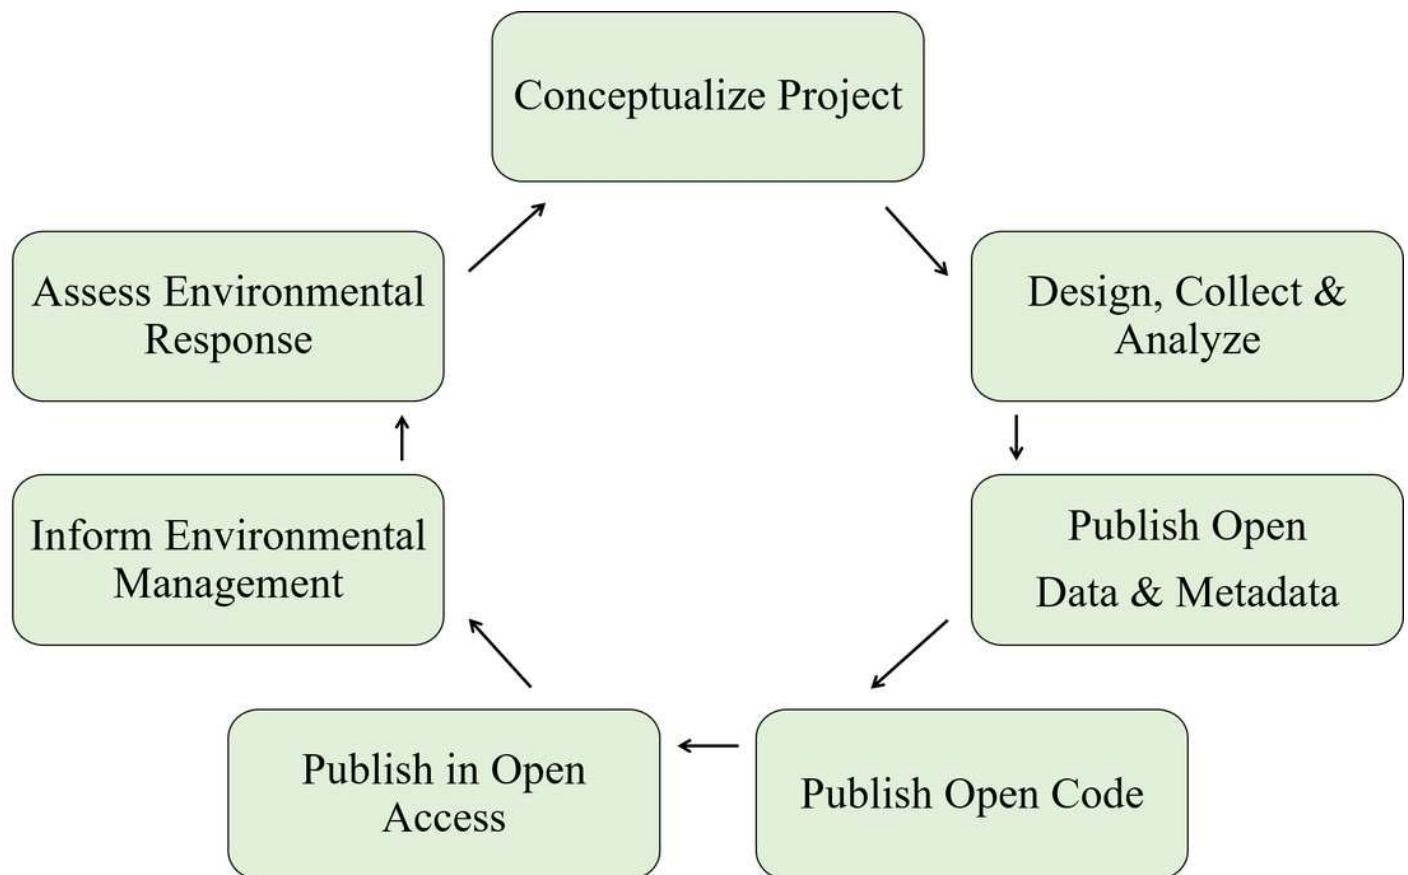 Conceptualize Project
Design, Collect &
Analyze
Publish Open
Data & Metadata
Publish Open Code
Publish in Open
Access
Inform Environmental
Management
Assess Environmental
Response